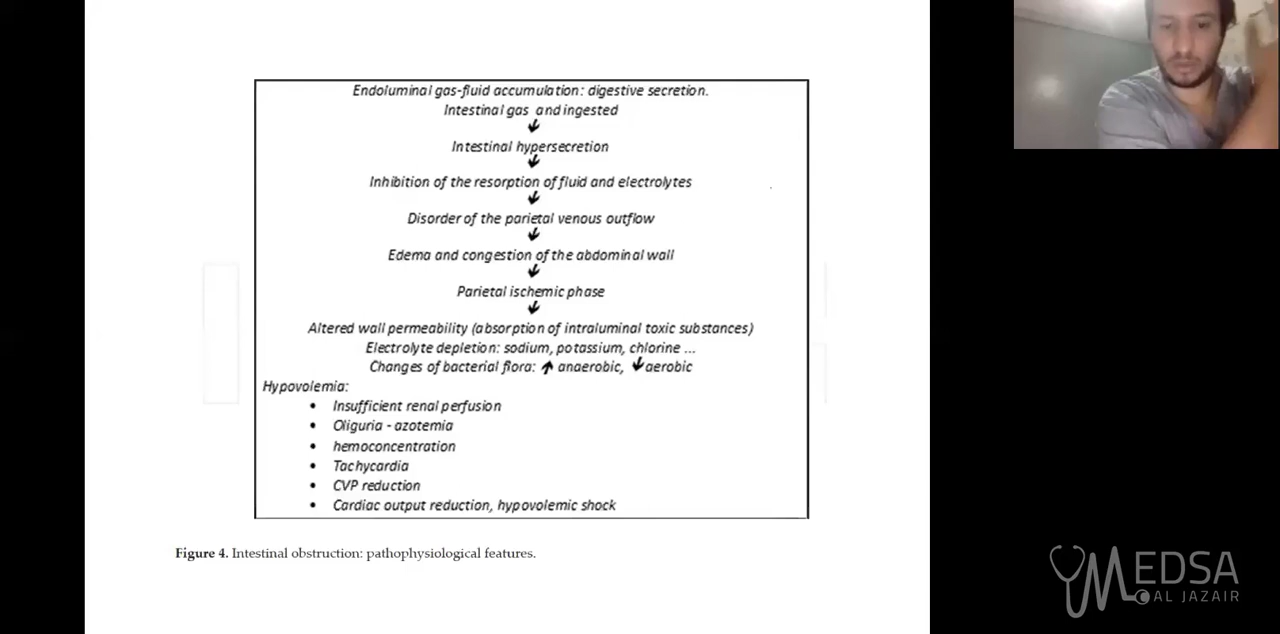 Endoluminal gas-fluid accumulation: digestive secretion.
Intestinal gas and ingested
Intestinal hypersecretion
Inhibition of the resorption of fluid and electrolytes
Disorder of the parietal venous outflow
Edema and congestion of the abdominal wall
Parietal ischemic phase
Altered wall permeability (absorption of intraluminal toxic substances)
Electrolyte depletion: sodium, potassium, chlorine ...
Changes of bacterial flora: ↑ anaerobic, ↓ aerobic
Hypovolemia:
• Insufficient renal perfusion
• Oliguria - azotemia
• hemoconcentration
• Tachycardia
• CVP reduction
• Cardiac output reduction, hypovolemic shock
Figure 4. Intestinal obstruction: pathophysiological features.
MEDSA
AL JAZAIR